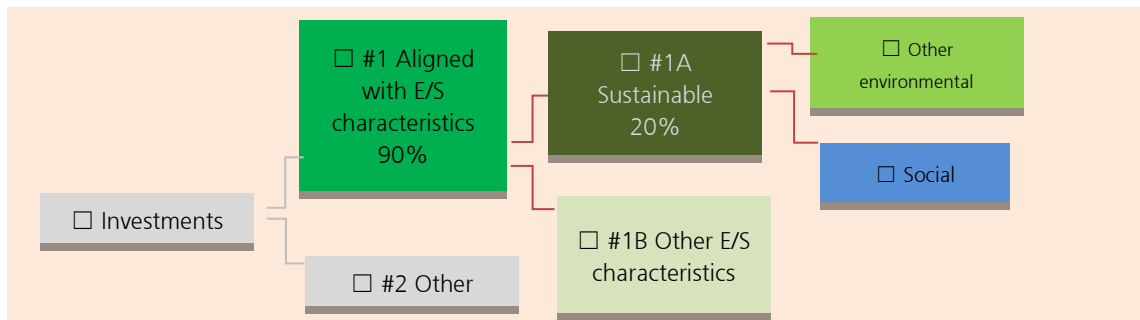 ☐ #1 Aligned
with E/S
characteristics
90%
☐ #1A
Sustainable
20%
☐ Other
environmental
☐ Social
☐ Investments
☐ #1B Other E/S
characteristics
☐ #2 Other